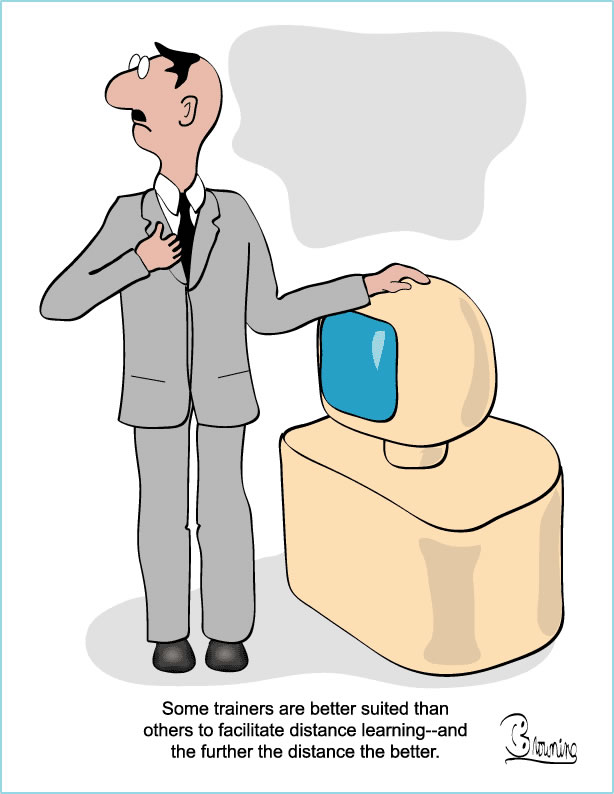 Some trainers are better suited than
others to facilitate distance learning--and
the further the distance the better.
Browning